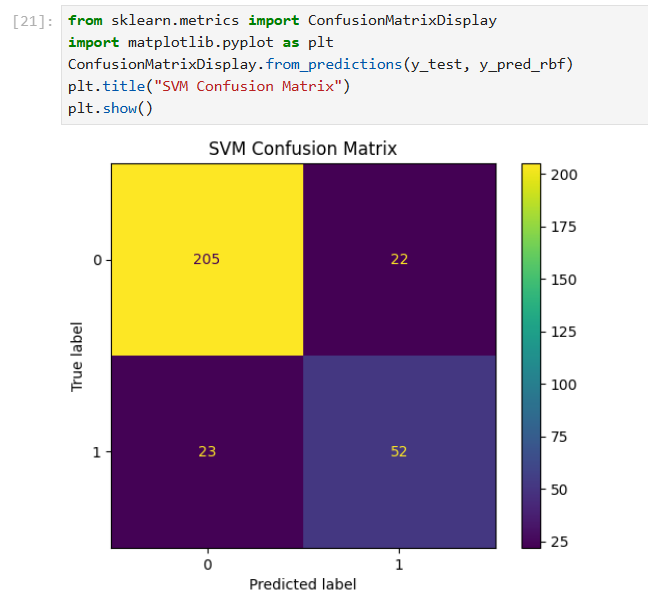 [21]: from sklearn.metrics import ConfusionMatrixDisplay
import matplotlib.pyplot as plt
ConfusionMatrixDisplay.from_predictions(y_test, y_pred_rbf)
plt.title("SVM Confusion Matrix")
plt.show()
SVM Confusion Matrix
200
175
150
125
100
75
50
25
True label
0
205 22
1
23 52
0 1
Predicted label